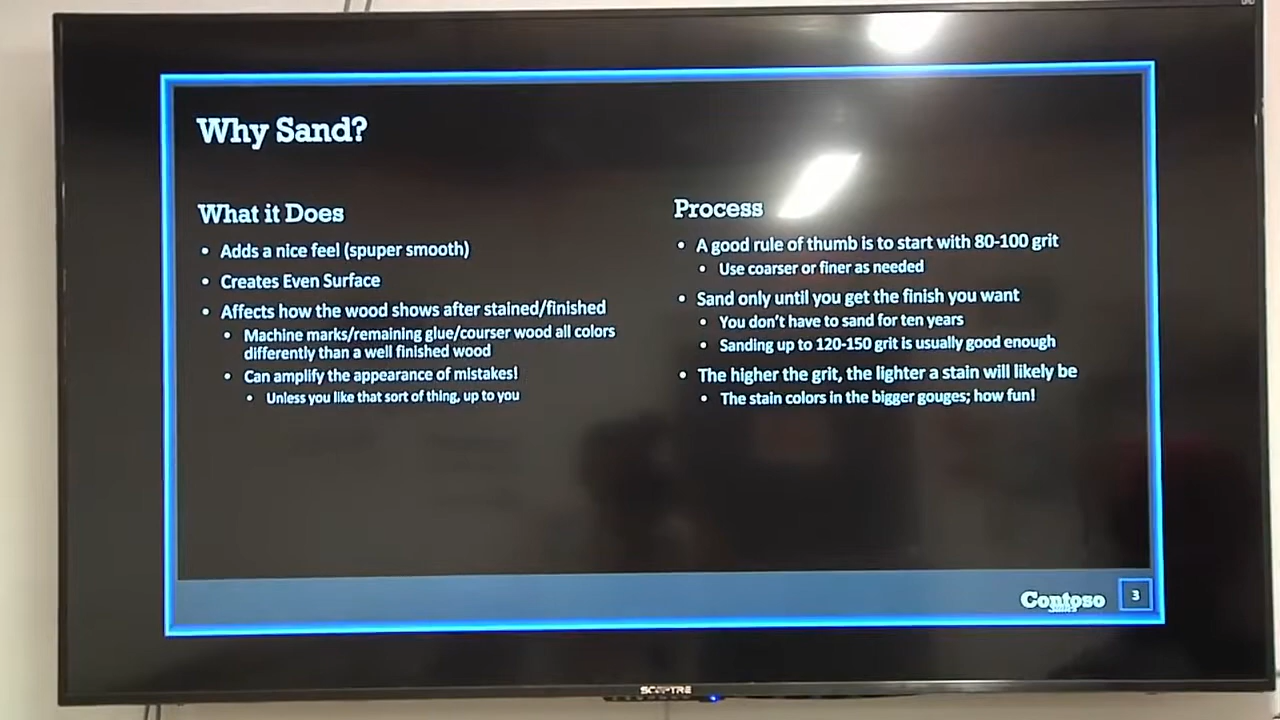 Why Sand?
What it Does
• Adds a nice feel (spuper smooth)
• Creates Even Surface
• Affects how the wood shows after stained/finished
• Machine marks/remaining glue/courser wood all colors
differently than a well finished wood
• Can amplify the appearance of mistakes!
• Unless you like that sort of thing, up to you
Process
• A good rule of thumb is to start with 80-100 grit
• Use coarser or finer as needed
• Sand only until you get the finish you want
• You don't have to sand for ten years
• Sanding up to 120-150 grit is usually good enough
• The higher the grit, the lighter a stain will likely be
• The stain colors in the bigger gouges; how fun!
Contoso
3
SCEPTRE